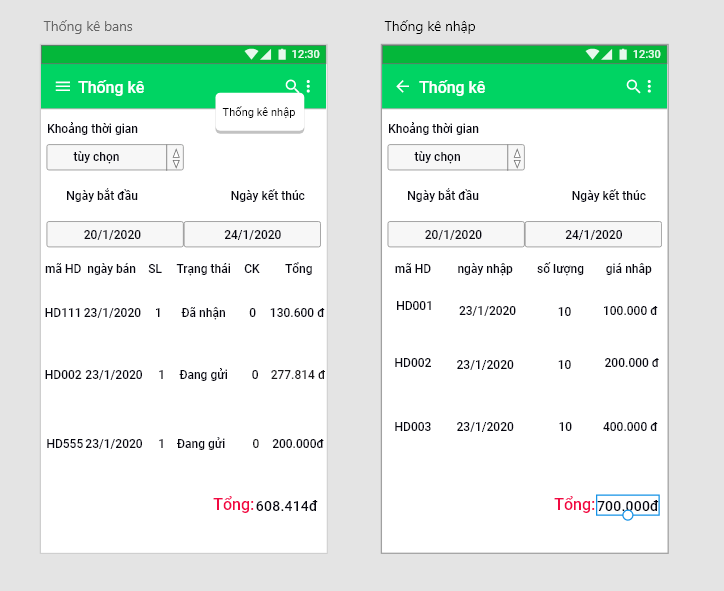 Thống kê bans
12:30
Thống kê
Thống kê nhập
Khoảng thời gian
tùy chọn
Ngày bắt đầu Ngày kết thúc
20/1/2020 24/1/2020
mã HD ngày bán SL Trạng thái CK Tổng
HD111 23/1/2020 1 Đã nhận 0 130.600 đ
HD002 23/1/2020 1 Đang gửi 0 277.814 đ
HD555 23/1/2020 1 Đang gửi 0 200.000đ
Tổng: 608.414đ
Thống kê nhập
12:30
Thống kê
Khoảng thời gian
tùy chọn
Ngày bắt đầu Ngày kết thúc
20/1/2020 24/1/2020
mã HD ngày nhập số lượng giá nhâp
HD001 23/1/2020 10 100.000 đ
HD002 23/1/2020 10 200.000 đ
HD003 23/1/2020 10 400.000 đ
Tổng: 700.000đ